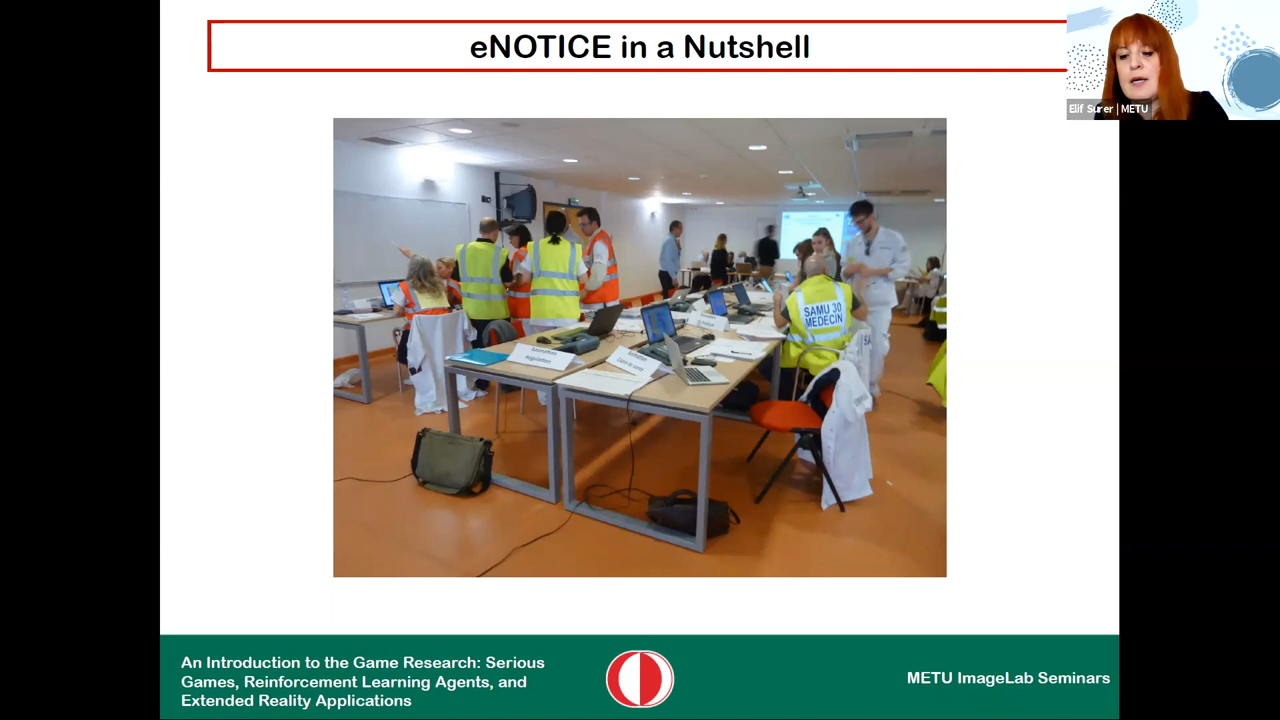 eNOTICE in a Nutshell
Elif Surer | METU
SAMU 30
MEDECIN
An Introduction to the Game Research: Serious
Games, Reinforcement Learning Agents, and
Extended Reality Applications
METU ImageLab Seminars